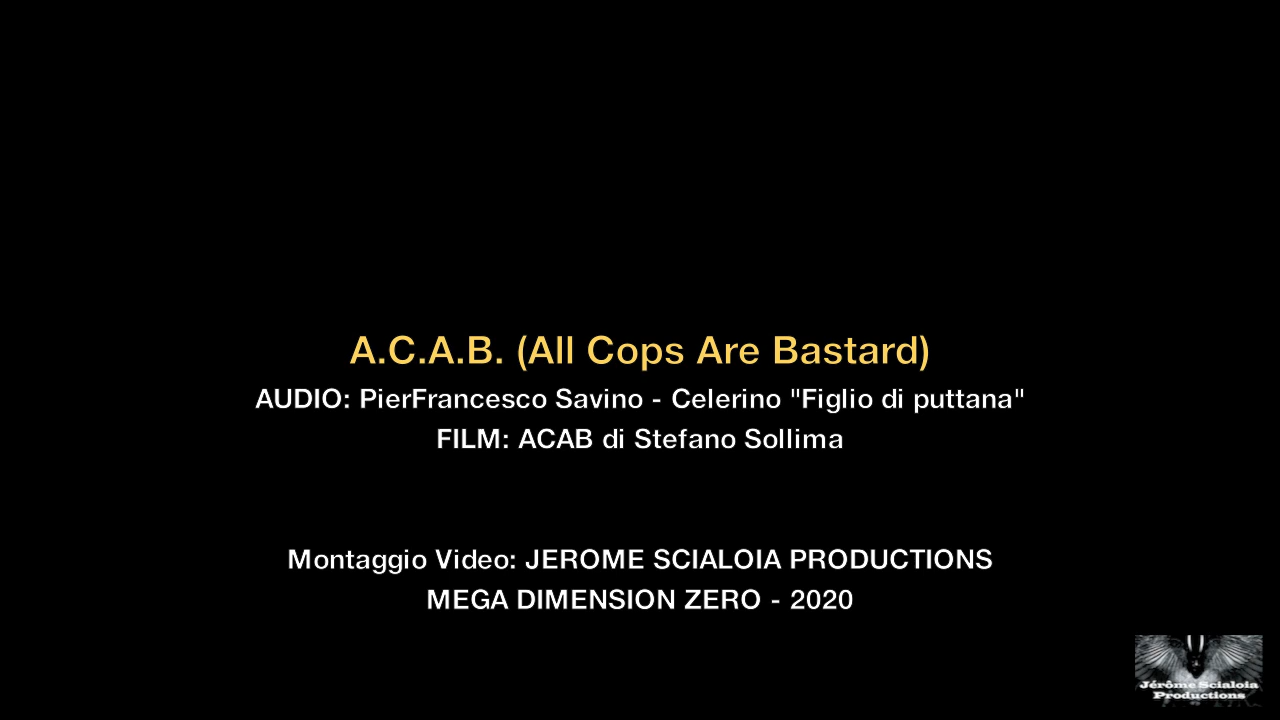 A.C.A.B. (All Cops Are Bastard)
AUDIO: PierFrancesco Savino - Celerino "Figlio di puttana"
FILM: ACAB di Stefano Sollima
Montaggio Video: JEROME SCIALOIA PRODUCTIONS
MEGA DIMENSION ZERO - 2020
Jérôme Scialoia
Productions